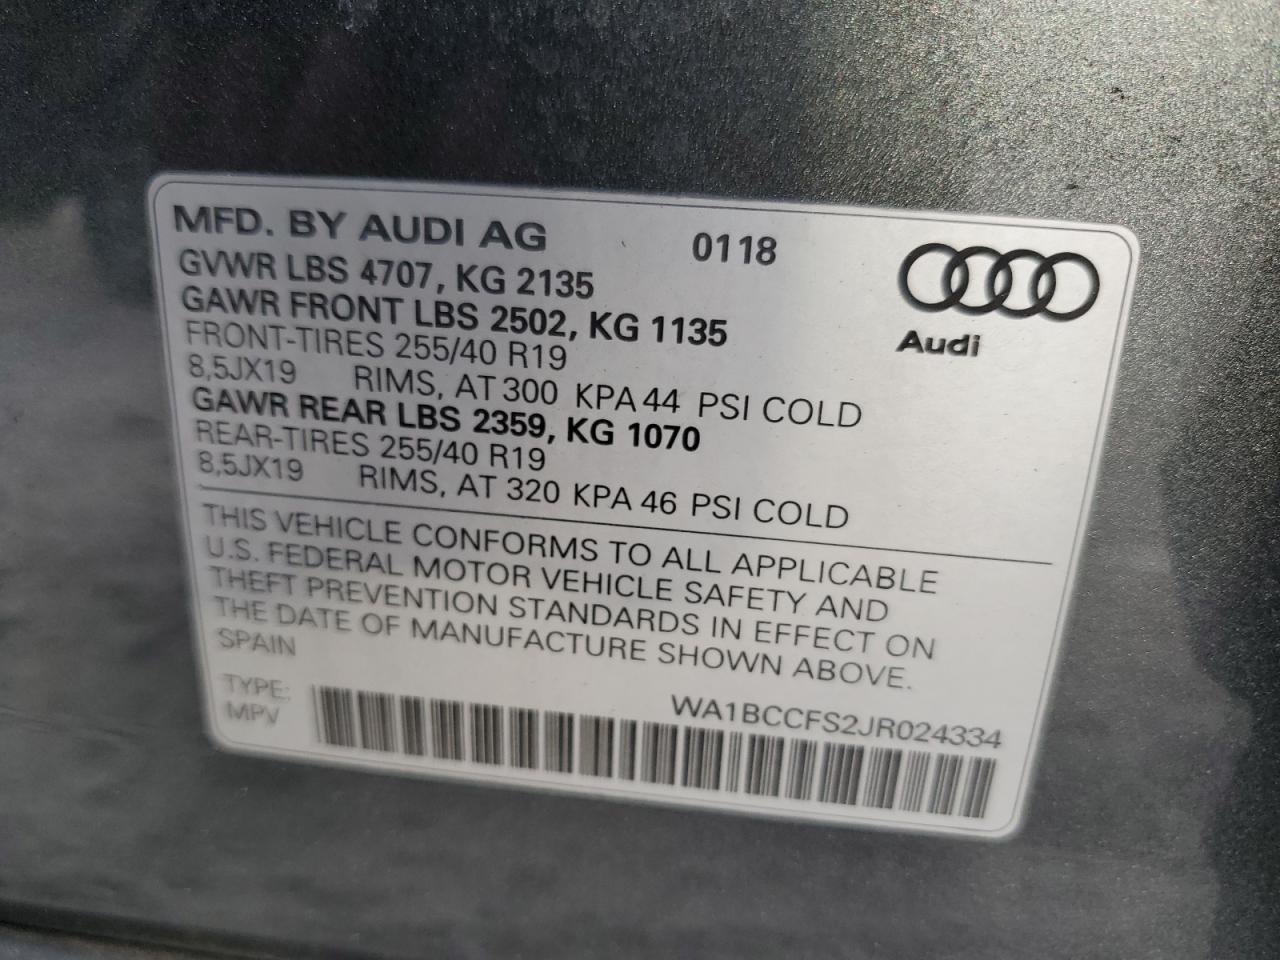 MFD. BY AUDI AG 0118
GVWR LBS 4707, KG 2135
GAWR FRONT LBS 2502, KG 1135
FRONT-TIRES 255/40 R19
8,5JX19 RIMS, AT 300 KPA 44 PSI COLD
GAWR REAR LBS 2359, KG 1070
REAR-TIRES 255/40 R19
8,5JX19 RIMS, AT 320 KPA 46 PSI COLD
Audi
THIS VEHICLE CONFORMS TO ALL APPLICABLE
U.S. FEDERAL MOTOR VEHICLE SAFETY AND
THEFT PREVENTION STANDARDS IN EFFECT ON
THE DATE OF MANUFACTURE SHOWN ABOVE.
SPAIN
TYPE:
MPV
WA1BCCFS2JR024334